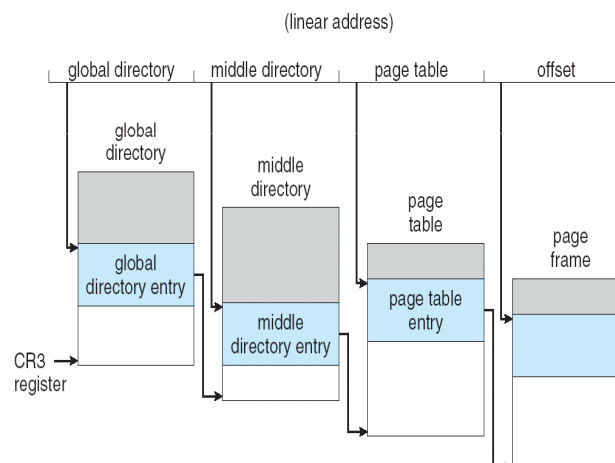 (linear address)
global directory
middle directory
page table
offset
global
directory
middle
directory
page
table
page
frame
global
directory entry
middle
directory entry
page table
entry
CR3
register